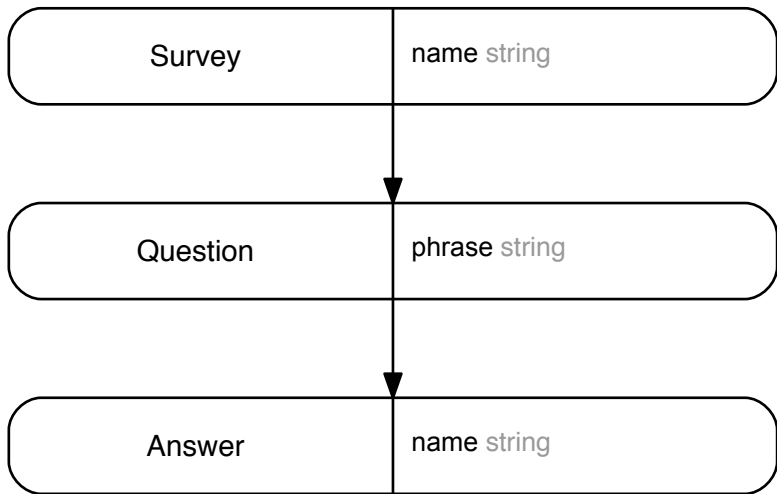 Survey
name string
Question
phrase string
Answer
name string